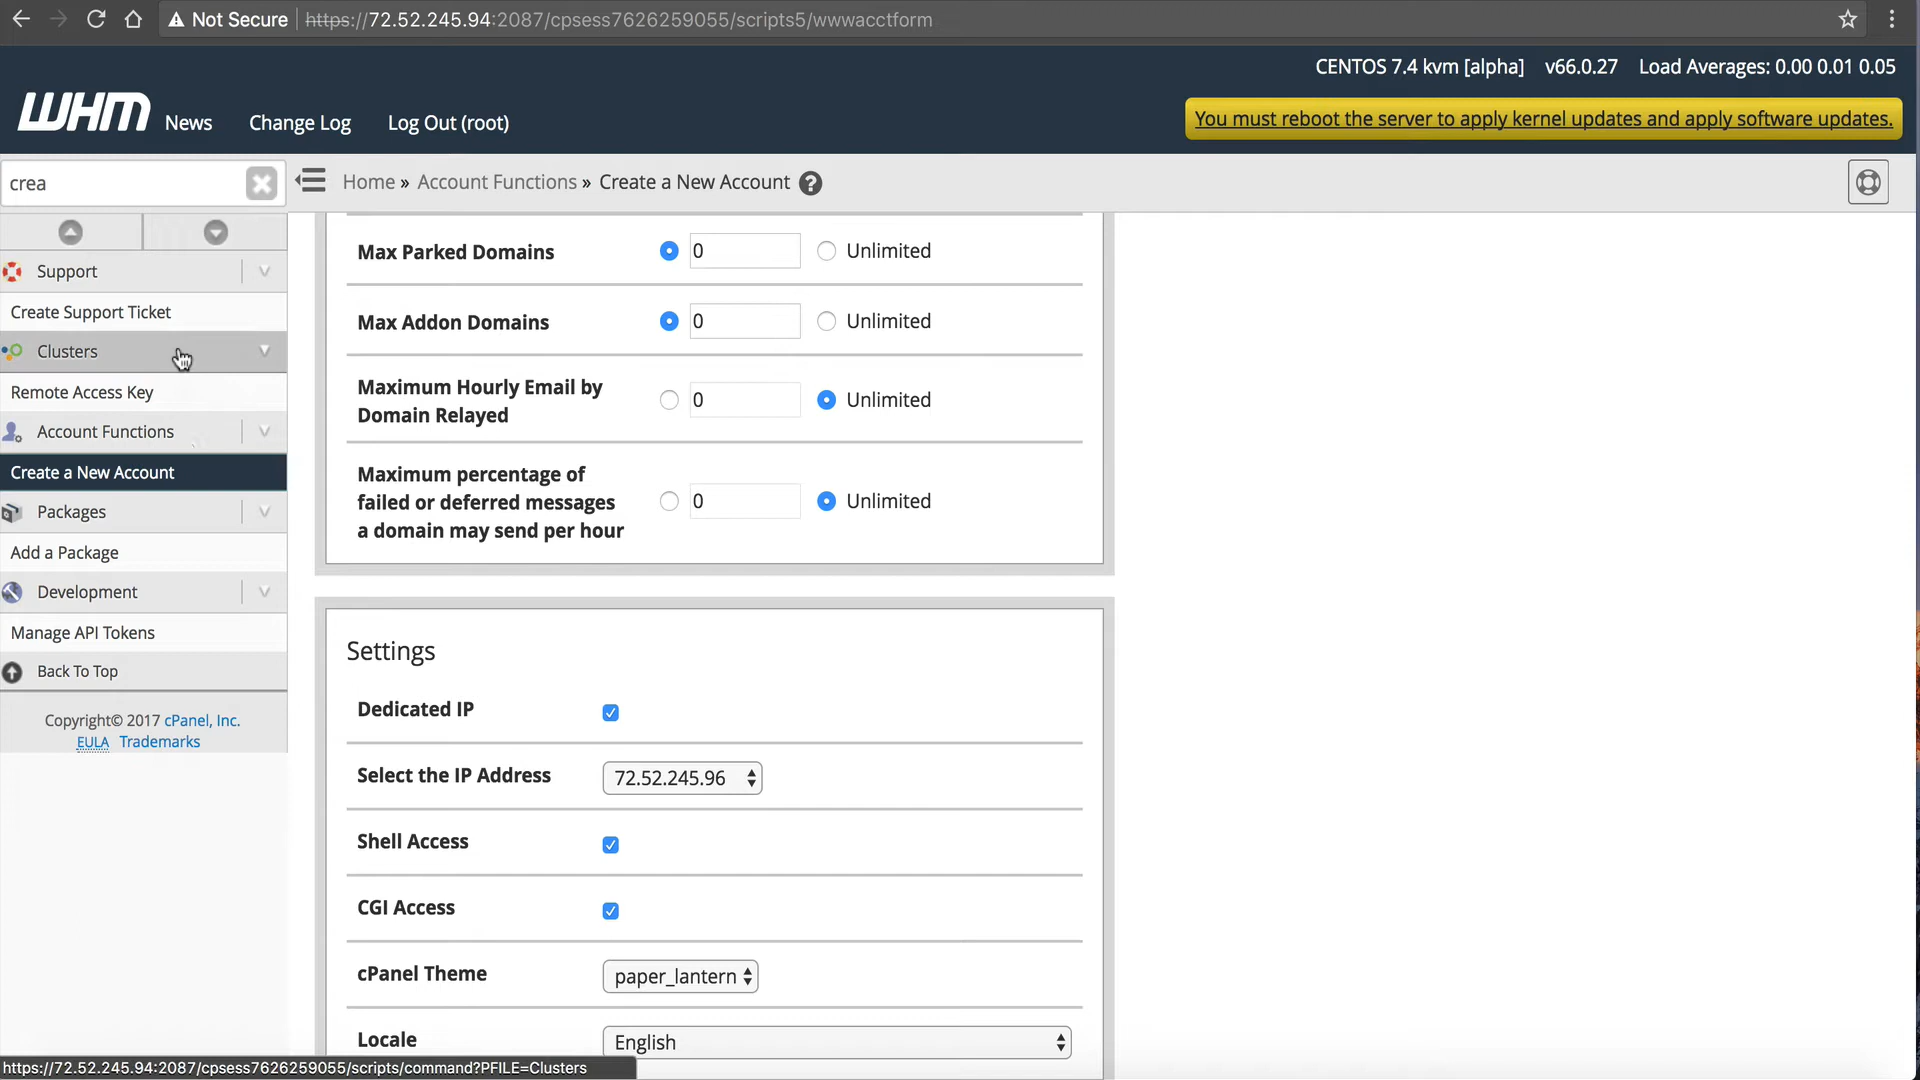 Not Secure https://72.52.245.94:2087/cpsess7626259055/scripts5/wwwacctform
CENTOS 7.4 kvm [alpha] v66.0.27 Load Averages: 0.00 0.01 0.05
WHM News Change Log Log Out (root)
You must reboot the server to apply kernel updates and apply software updates.
crea
Home » Account Functions » Create a New Account ?
Support
Create Support Ticket
Clusters
Remote Access Key
Account Functions
Create a New Account
Packages
Add a Package
Development
Manage API Tokens
Back To Top
Copyright© 2017 cPanel, Inc.
EULA Trademarks
Max Parked Domains 0 Unlimited
Max Addon Domains 0 Unlimited
Maximum Hourly Email by
Domain Relayed
0 Unlimited
Maximum percentage of
failed or deferred messages
a domain may send per hour
0 Unlimited
Settings
Dedicated IP
Select the IP Address 72.52.245.96
Shell Access
CGI Access
cPanel Theme paper_lantern
Locale English
https://72.52.245.94:2087/cpsess7626259055/scripts/command?PFILE=Clusters